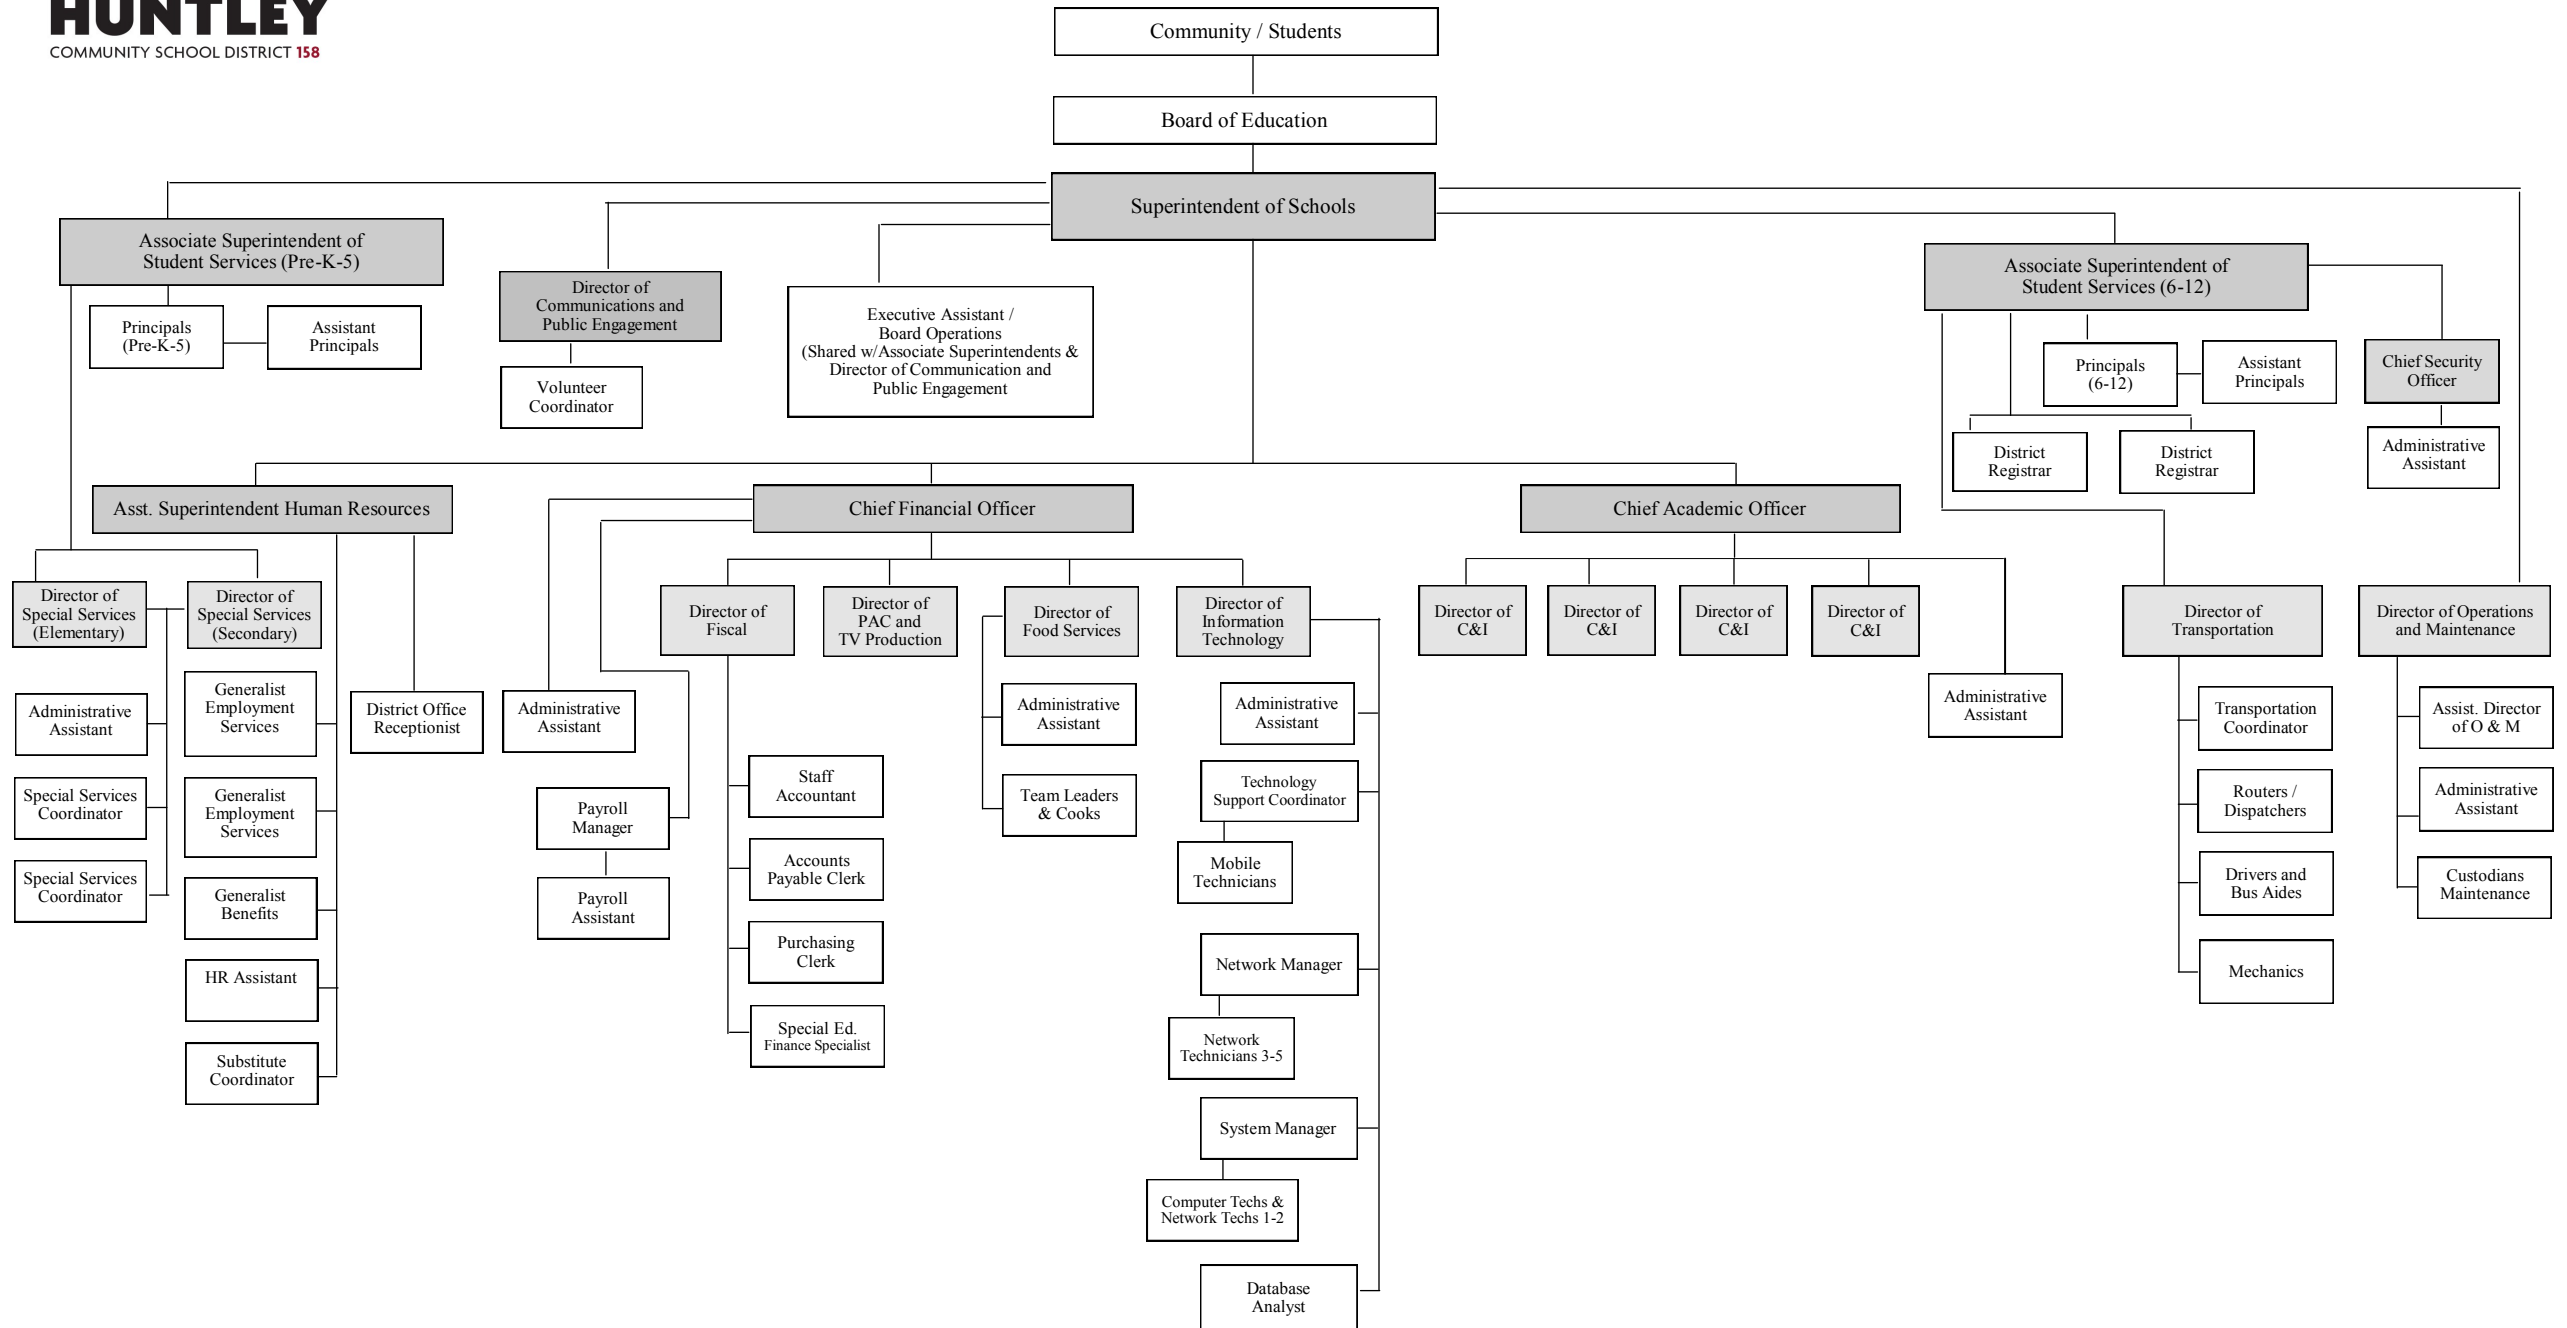 HUNTLEY
COMMUNITY SCHOOL DISTRICT 158
Community / Students
Board of Education
Superintendent of Schools
Associate Superintendent of
Student Services (Pre-K-5)
Principals
(Pre-K-5)
Assistant
Principals
Director of
Communications and
Public Engagement
Volunteer
Coordinator
Executive Assistant /
Board Operations
(Shared w/Associate Superintendents &
Director of Communication and
Public Engagement
Associate Superintendent of
Student Services (6-12)
Principals
(6-12)
Assistant
Principals
Chief Security
Officer
Administrative
Assistant
District
Registrar
District
Registrar
Asst. Superintendent Human Resources
Chief Financial Officer
Chief Academic Officer
Director of
Special Services
(Elementary)
Director of
Special Services
(Secondary)
Administrative
Assistant
Special Services
Coordinator
Special Services
Coordinator
Generalist
Employment
Services
Generalist
Employment
Services
Generalist
Benefits
HR Assistant
Substitute
Coordinator
District Office
Receptionist
Administrative
Assistant
Payroll
Manager
Payroll
Assistant
Director of
Fiscal
Staff
Accountant
Accounts
Payable Clerk
Purchasing
Clerk
Special Ed.
Finance Specialist
Director of
PAC and
TV Production
Director of
Food Services
Administrative
Assistant
Team Leaders
& Cooks
Director of
Information
Technology
Administrative
Assistant
Technology
Support Coordinator
Mobile
Technicians
Network Manager
Network
Technicians 3-5
System Manager
Computer Techs &
Network Techs 1-2
Database
Analyst
Director of
C&I
Director of
C&I
Director of
C&I
Director of
C&I
Administrative
Assistant
Director of
Transportation
Transportation
Coordinator
Routers /
Dispatchers
Drivers and
Bus Aides
Mechanics
Director of Operations
and Maintenance
Assist. Director
of O & M
Administrative
Assistant
Custodians
Maintenance